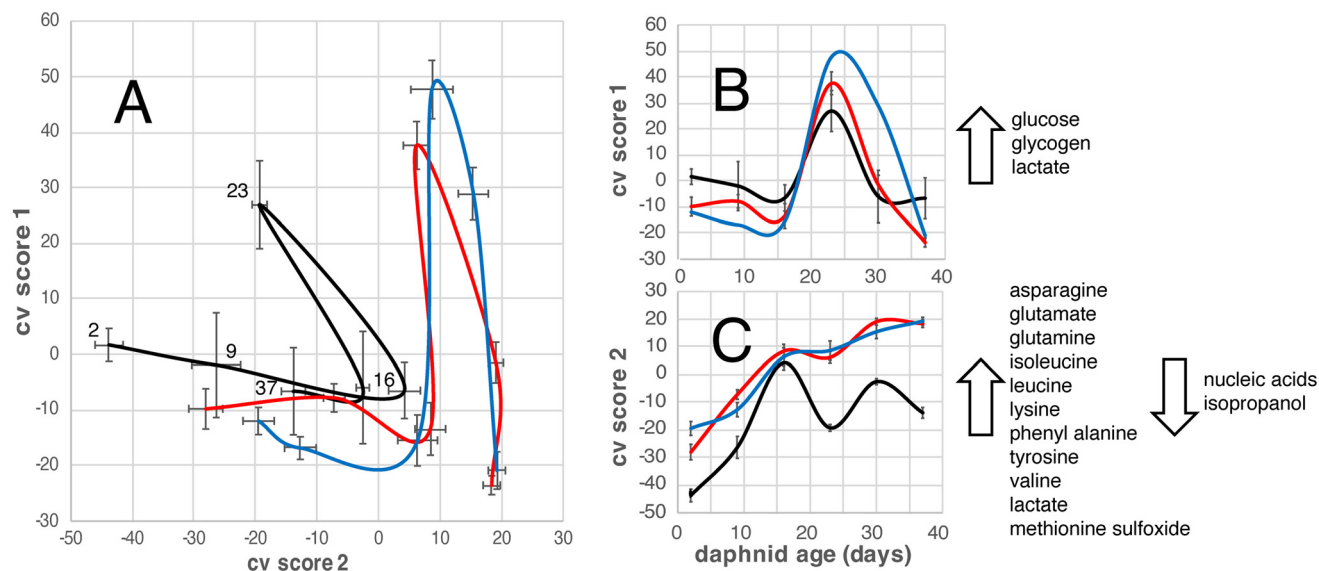 A
cv score 1
60
50
40
30
20
10
0
-10
-20
-30
23
2
9
37
16
-50
-40
-30
-20
-10
0
10
20
30
cv score 2
B
cv score 1
60
50
40
30
20
10
0
-10
-20
-30
0
10
20
30
40
glucose
glycogen
lactate
C
cv score 2
30
20
10
0
-10
-20
-30
-40
-50
0
10
20
30
40
daphnid age (days)
asparagine
glutamate
glutamine
isoleucine
leucine
lysine
phenyl alanine
tyrosine
valine
lactate
methionine sulfoxide
nucleic acids
isopropanol